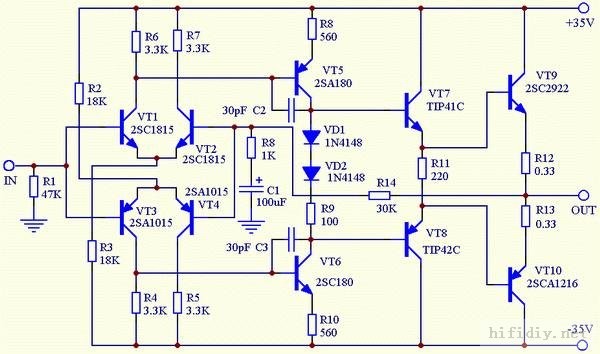 R8
560
+35V
R6
3.3K
R7
3.3K
VT5
2SA180
VT9
2SC2922
R2
18K
30pF C2
VT7
TIP41C
VT1
2SC1815
VT2
2SC1815
R8
1K
VD1
1N4148
VD2
1N4148
R11
220
R12
0.33
IN
R1
47K
2SA1015
VT4
VT3
2SA1015
C1
100uF
+
R14
30K
OUT
R9
100
R13
0.33
R3
18K
30pF C3
VT8
TIP42C
VT6
2SC180
VT10
2SCA1216
R4
3.3K
R5
3.3K
R10
560
-35V
hifidiy.net